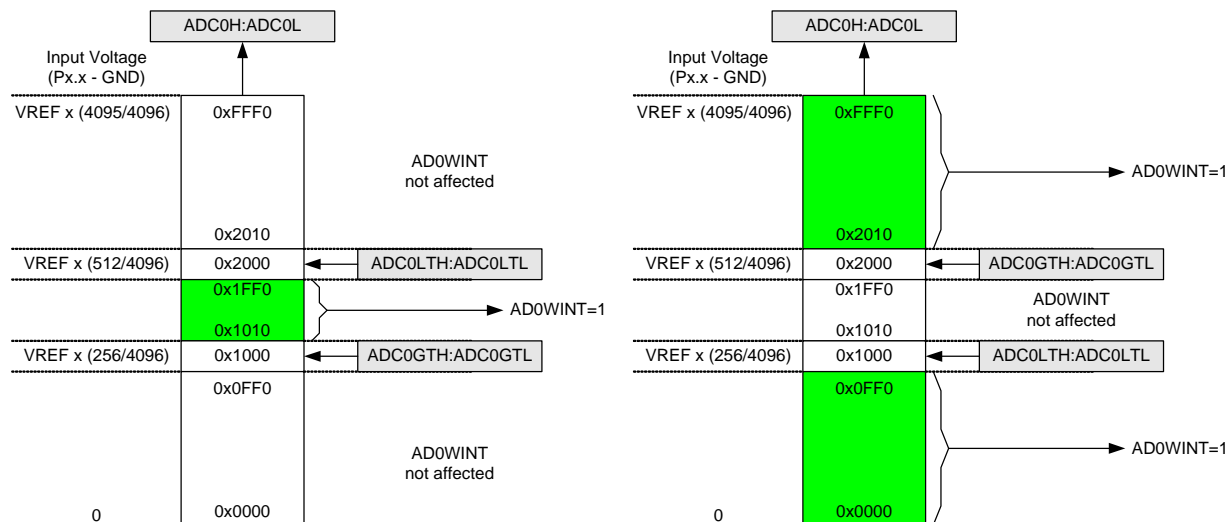 ADC0H:ADC0L
Input Voltage
(Px.x - GND)
VREF x (4095/4096)
0xFFF0
AD0WINT
not affected
0x2010
VREF x (512/4096)
0x2000
ADC0LTH:ADC0LTL
0x1FF0
AD0WINT=1
0x1010
VREF x (256/4096)
0x1000
ADC0GTH:ADC0GTL
0x0FF0
AD0WINT
not affected
0
0x0000
ADC0H:ADC0L
Input Voltage
(Px.x - GND)
VREF x (4095/4096)
0xFFF0
AD0WINT=1
0x2010
VREF x (512/4096)
0x2000
ADC0GTH:ADC0GTL
0x1FF0
AD0WINT
not affected
0x1010
VREF x (256/4096)
0x1000
ADC0LTH:ADC0LTL
0x0FF0
AD0WINT=1
0
0x0000